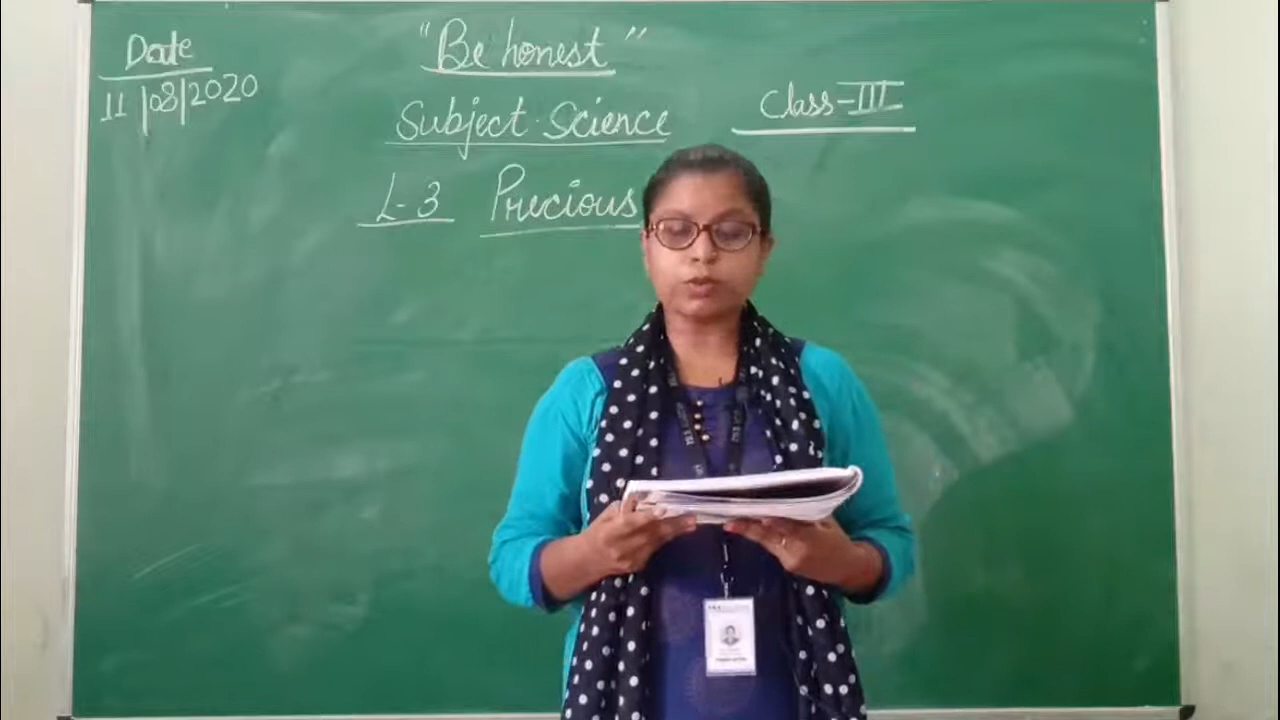 Date
11/08/2020
"Be honest"
Subject. Science
Class-III
L-3 Precious